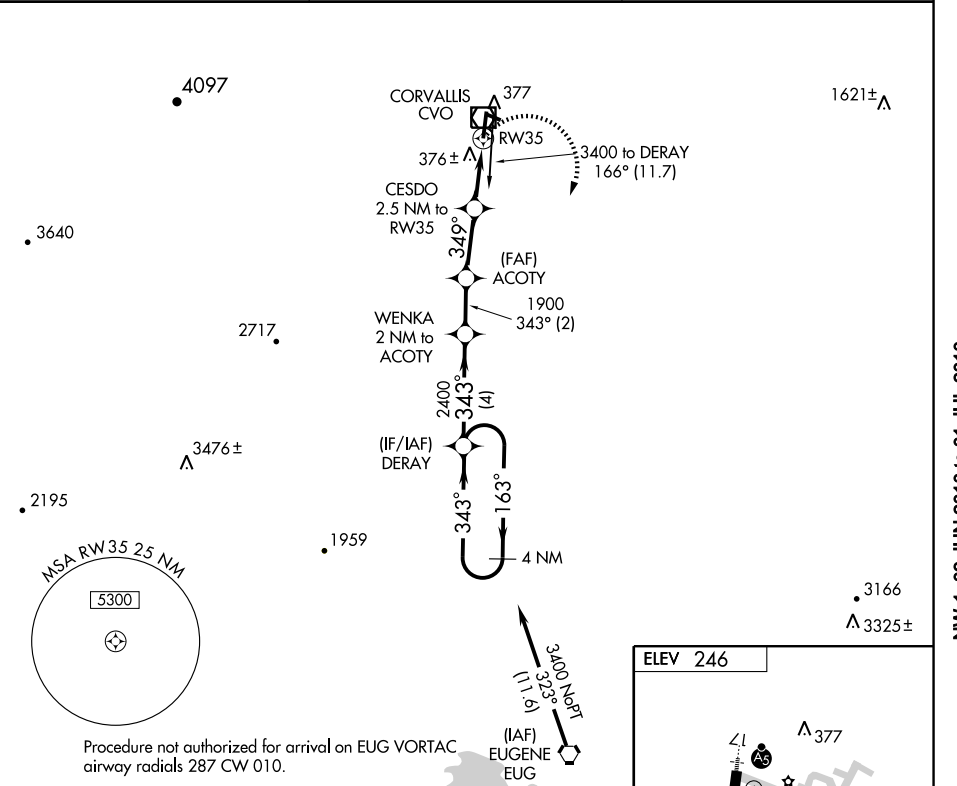 4097
CORVALLIS
CVO
377
1621±
RW35
376±
3400 to DERAY
166° (11.7)
CESDO
2.5 NM to
RW35
349°
3640
(FAF)
ACOTY
1900
343° (2)
WENKA
2 NM to
ACOTY
2717
2400
343°
(4)
(IF/IAF)
DERAY
3476±
343°
163°
2195
1959
4 NM
MSA RW35 25 NM
5300
3166
3325±
3400 NoPT
323°
(11.6)
ELEV 246
(IAF)
EUGENE
EUG
377
17
A5
Procedure not authorized for arrival on EUG VORTAC
airway radials 287 CW 010.